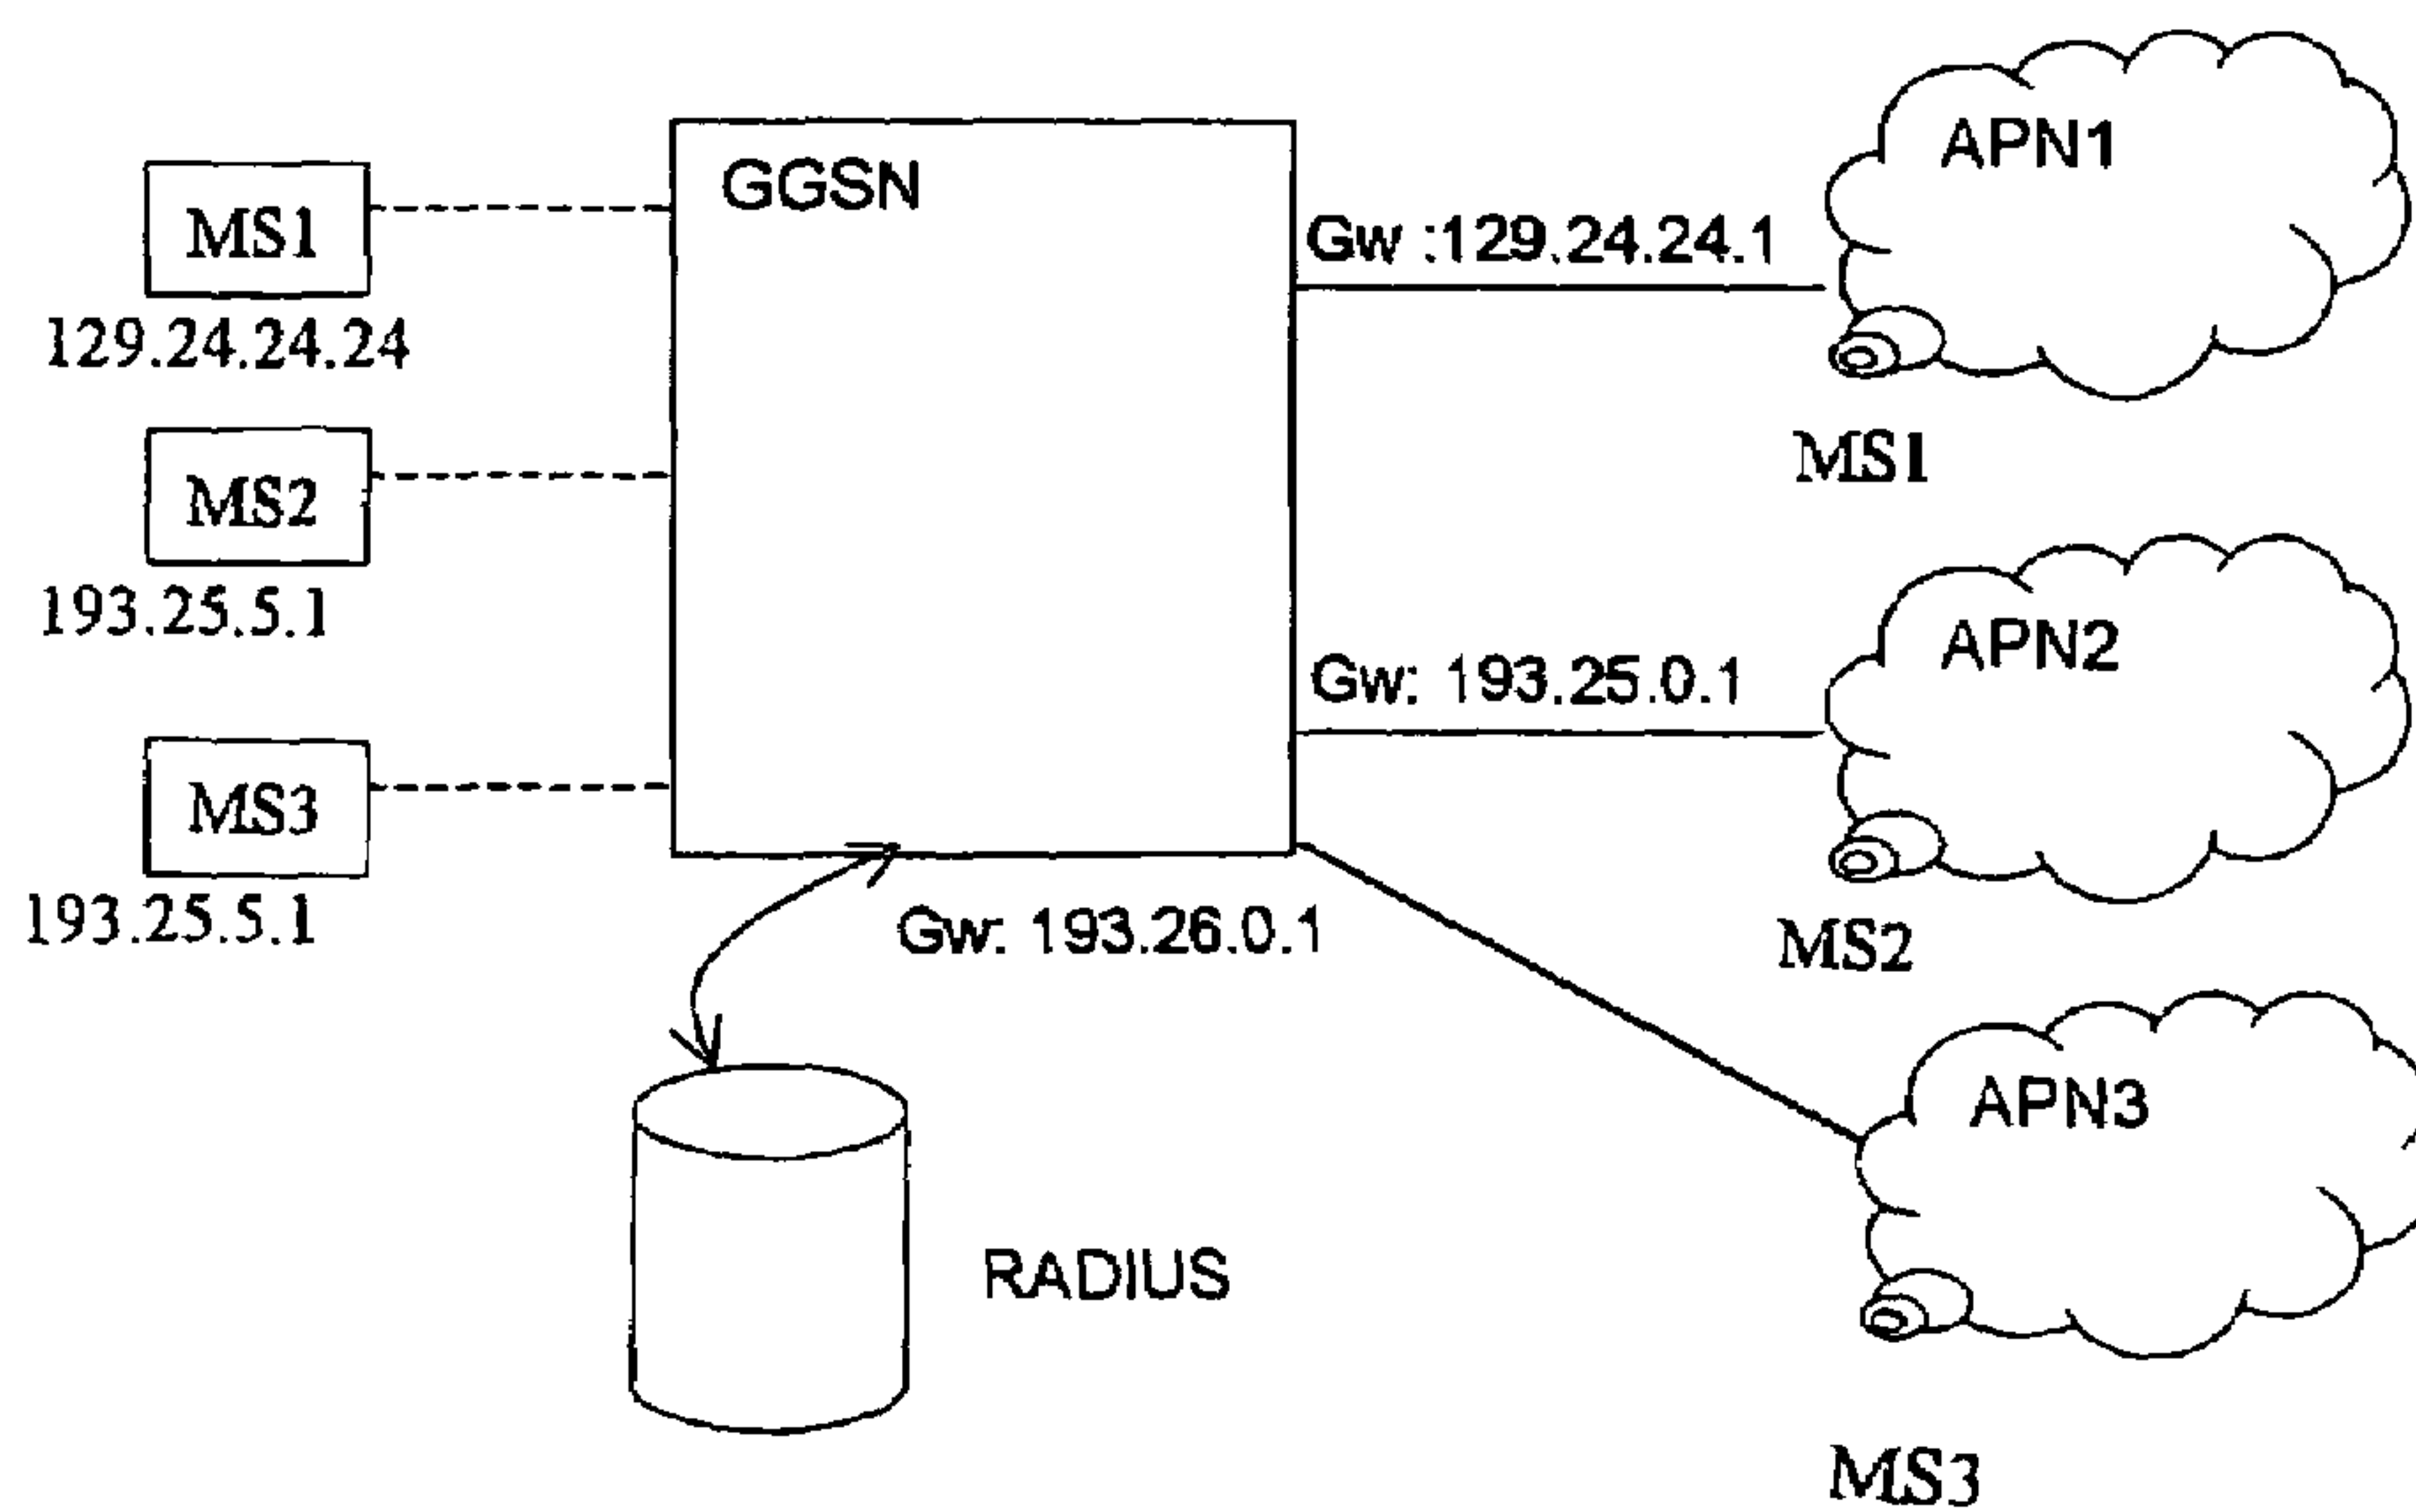 MS1
129.24.24.24
MS2
193.25.5.1
MS3
193.25.5.1
GGSN
Gw :129.24.24.1
Gw: 193.25.0.1
Gw: 193.26.0.1
RADIUS
APN1
MS1
APN2
MS2
APN3
MS3